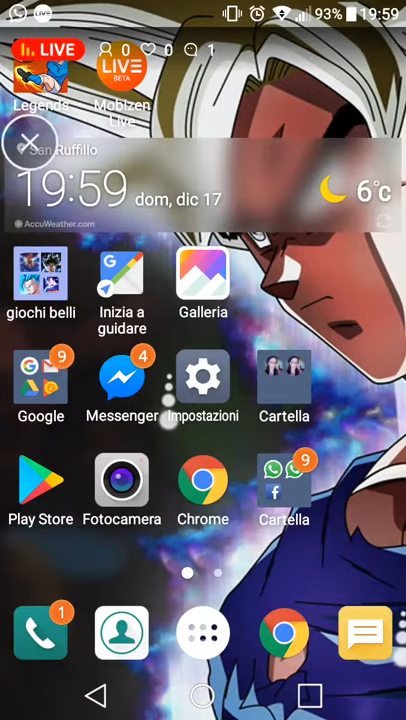 93% 19:59
LIVE 0 0 1
LIVE
BETA
Legends Mobizen
Live
San Ruffillo
19:59 dom, dic 17 6°c
AccuWeather.com
giochi belli Inizia a
guidare Galleria
9 4
Google Messenger Impostazioni Cartella
9
Play Store Fotocamera Chrome Cartella
1